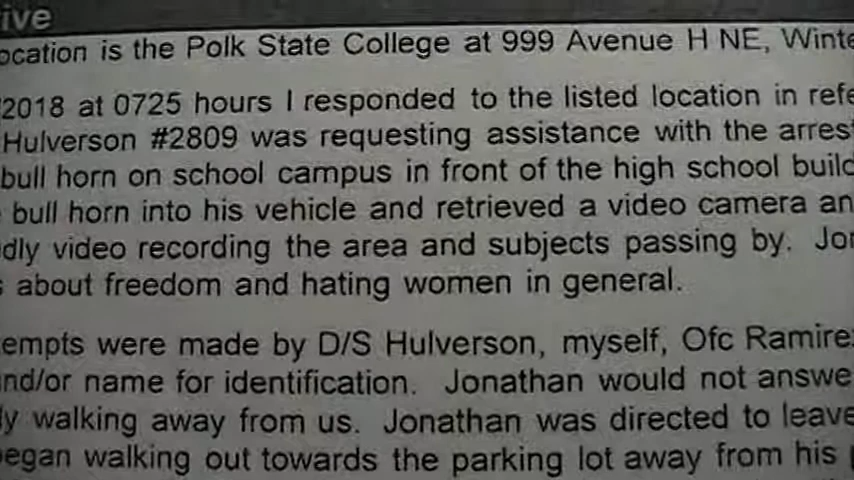 ive
ocation is the Polk State College at 999 Avenue H NE, Winte
2018 at 0725 hours I responded to the listed location in refe
Hulverson #2809 was requesting assistance with the arrest
bull horn on school campus in front of the high school build
bull horn into his vehicle and retrieved a video camera an
dly video recording the area and subjects passing by. Jo
s about freedom and hating women in general.
empts were made by D/S Hulverson, myself, Ofc Ramirez
nd/or name for identification. Jonathan would not answe
ly walking away from us. Jonathan was directed to leave
egan walking out towards the parking lot away from his